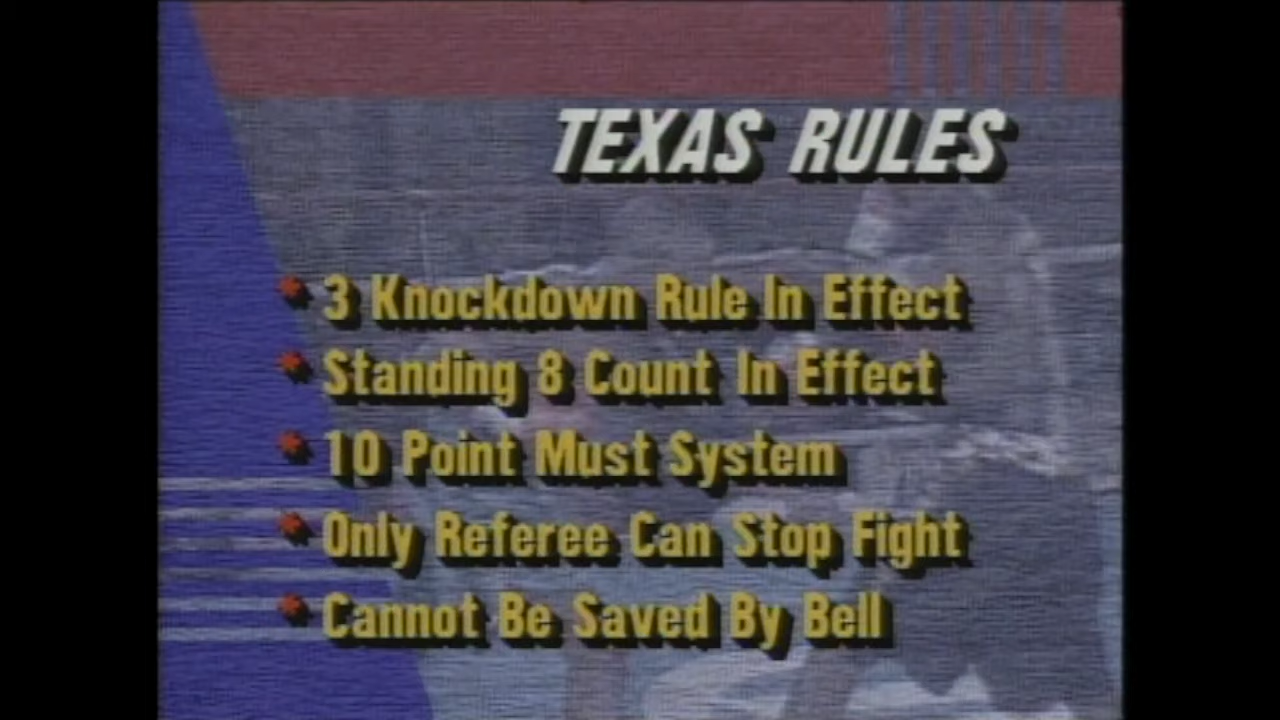 TEXAS RULES
* 3 Knockdown Rule In Effect
* Standing 8 Count In Effect
* 10 Point Must System
* Only Referee Can Stop Fight
* Cannot Be Saved By Bell